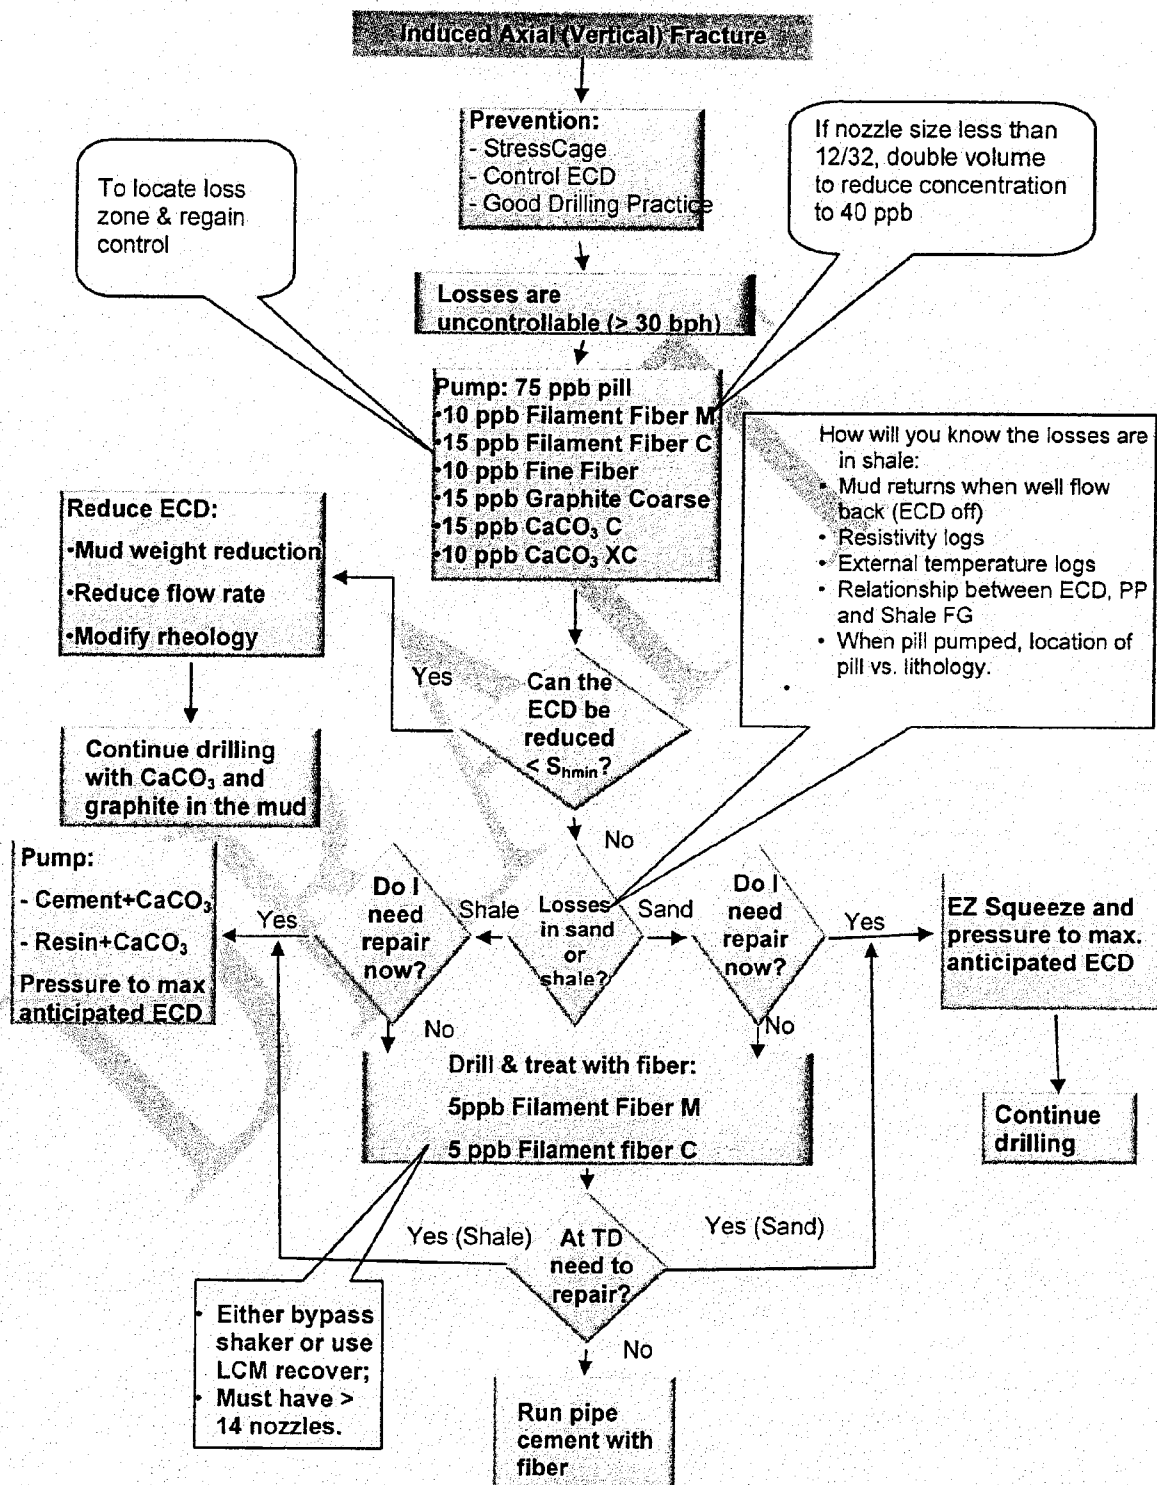 Induced Axial (Vertical) Fracture
Prevention:
- StressCage
- Control ECD
- Good Drilling Practice
To locate loss
zone & regain
control
If nozzle size less than
12/32, double volume
to reduce concentration
to 40 ppb
Losses are
uncontrollable (> 30 bph)
Pump: 75 ppb pill
•10 ppb Filament Fiber M
•15 ppb Filament Fiber C
•10 ppb Fine Fiber
•15 ppb Graphite Coarse
•15 ppb CaCO₃ C
•10 ppb CaCO₃ XC
How will you know the losses are
in shale:
• Mud returns when well flow
back (ECD off)
• Resistivity logs
• External temperature logs
• Relationship between ECD, PP
and Shale FG
• When pill pumped, location of
pill vs. lithology.
•
Reduce ECD:
•Mud weight reduction
•Reduce flow rate
•Modify rheology
Yes
Can the
ECD be
reduced
< Shmin?
Continue drilling
with CaCO₃ and
graphite in the mud
No
Pump:
- Cement+CaCO₃
- Resin+CaCO₃
Pressure to max
anticipated ECD
Yes
Do I
need
repair
now?
Shale
Losses
in sand
or
shale?
Sand
Do I
need
repair
now?
Yes
EZ Squeeze and
pressure to max.
anticipated ECD
No
No
Drill & treat with fiber:
5ppb Filament Fiber M
5 ppb Filament fiber C
Continue
drilling
Yes (Shale)
At TD
need to
repair?
Yes (Sand)
• Either bypass
shaker or use
LCM recover;
• Must have >
14 nozzles.
No
Run pipe
cement with
fiber